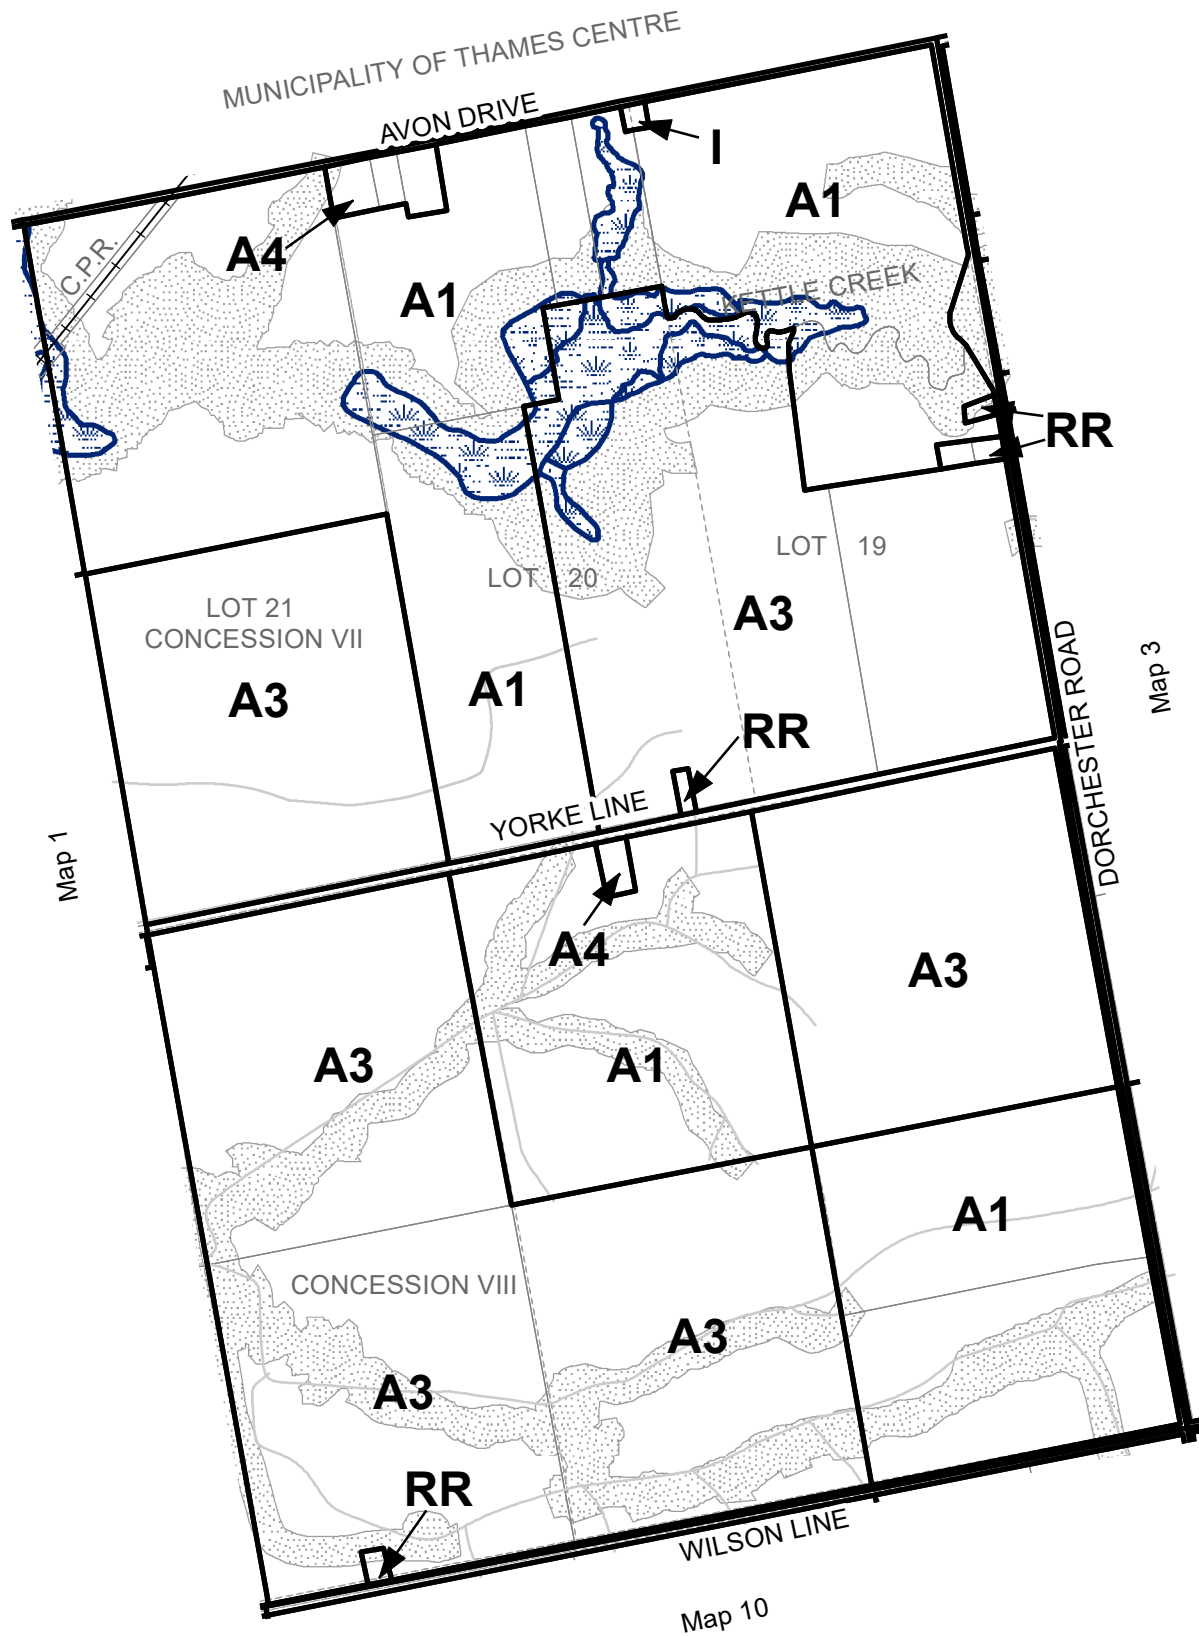 MUNICIPALITY OF THAMES CENTRE
AVON DRIVE
I
A1
C.P.R.
A4
A1
KETTLE CREEK
RR
LOT 19
LOT 20
LOT 21
CONCESSION VII
A3
A3
A1
RR
DORCHESTER ROAD
Map 3
YORKE LINE
Map 1
A4
A3
A3
A1
A1
CONCESSION VIII
A3
A3
RR
WILSON LINE
Map 10